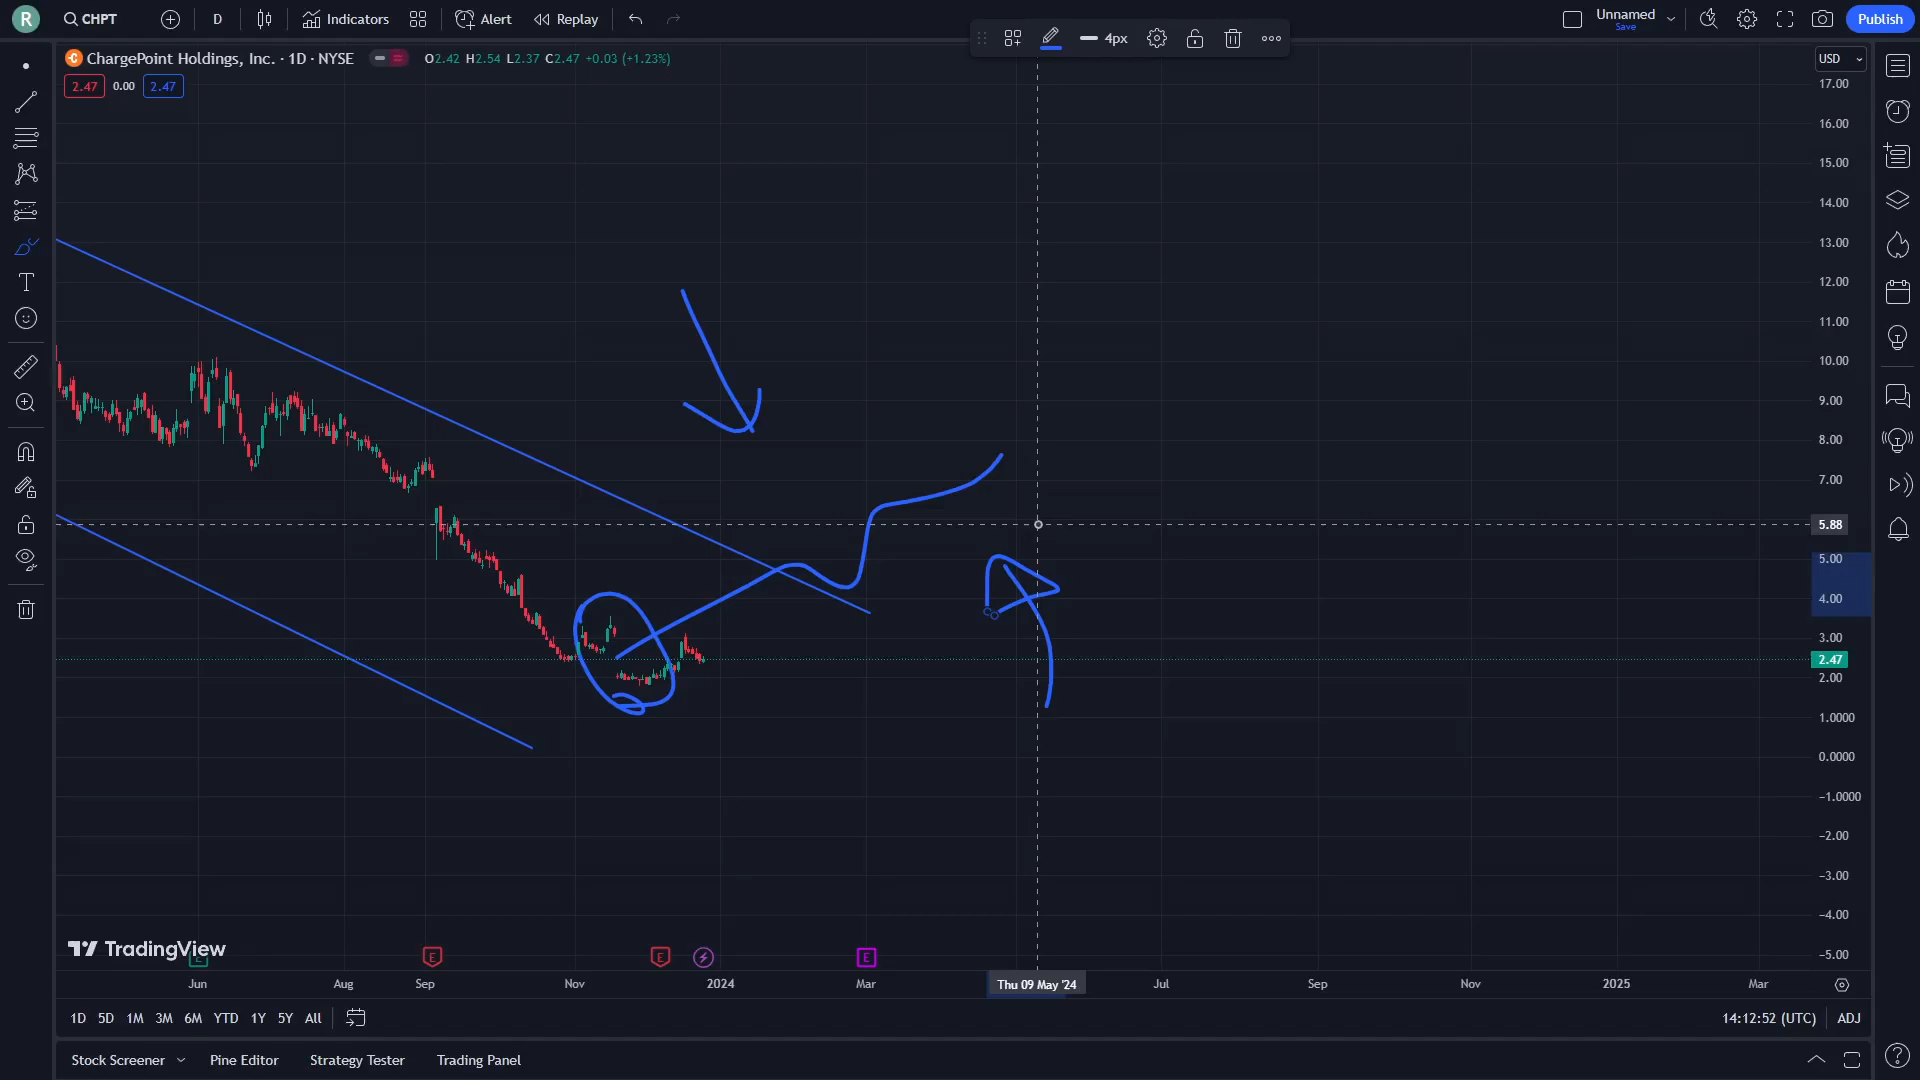 R
CHPT
D
Indicators
Alert
Replay
Unnamed
Save
Publish
4px
ChargePoint Holdings, Inc. · 1D · NYSE
O2.42 H2.54 L2.37 C2.47 +0.03 (+1.23%)
2.47 0.00 2.47
USD
17.00
16.00
15.00
14.00
13.00
12.00
11.00
10.00
9.00
8.00
7.00
5.88
5.00
4.00
3.00
2.47
2.00
1.0000
0.0000
−1.0000
−2.00
−3.00
−4.00
−5.00
TradingView
E
E
E
E
Jun
Aug
Sep
Nov
2024
Mar
Thu 09 May '24
Jul
Sep
Nov
2025
Mar
1D 5D 1M 3M 6M YTD 1Y 5Y All
14:12:52 (UTC)
ADJ
Stock Screener
Pine Editor
Strategy Tester
Trading Panel